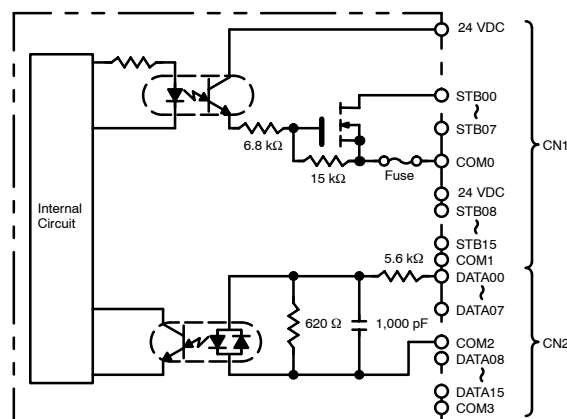 24 VDC
STB00
STB07
6.8 kΩ
15 kΩ
Fuse
COM0
CN1
24 VDC
STB08
Internal
Circuit
STB15
5.6 kΩ
COM1
DATA00
620 Ω
1,000 pF
DATA07
COM2
CN2
DATA08
DATA15
COM3